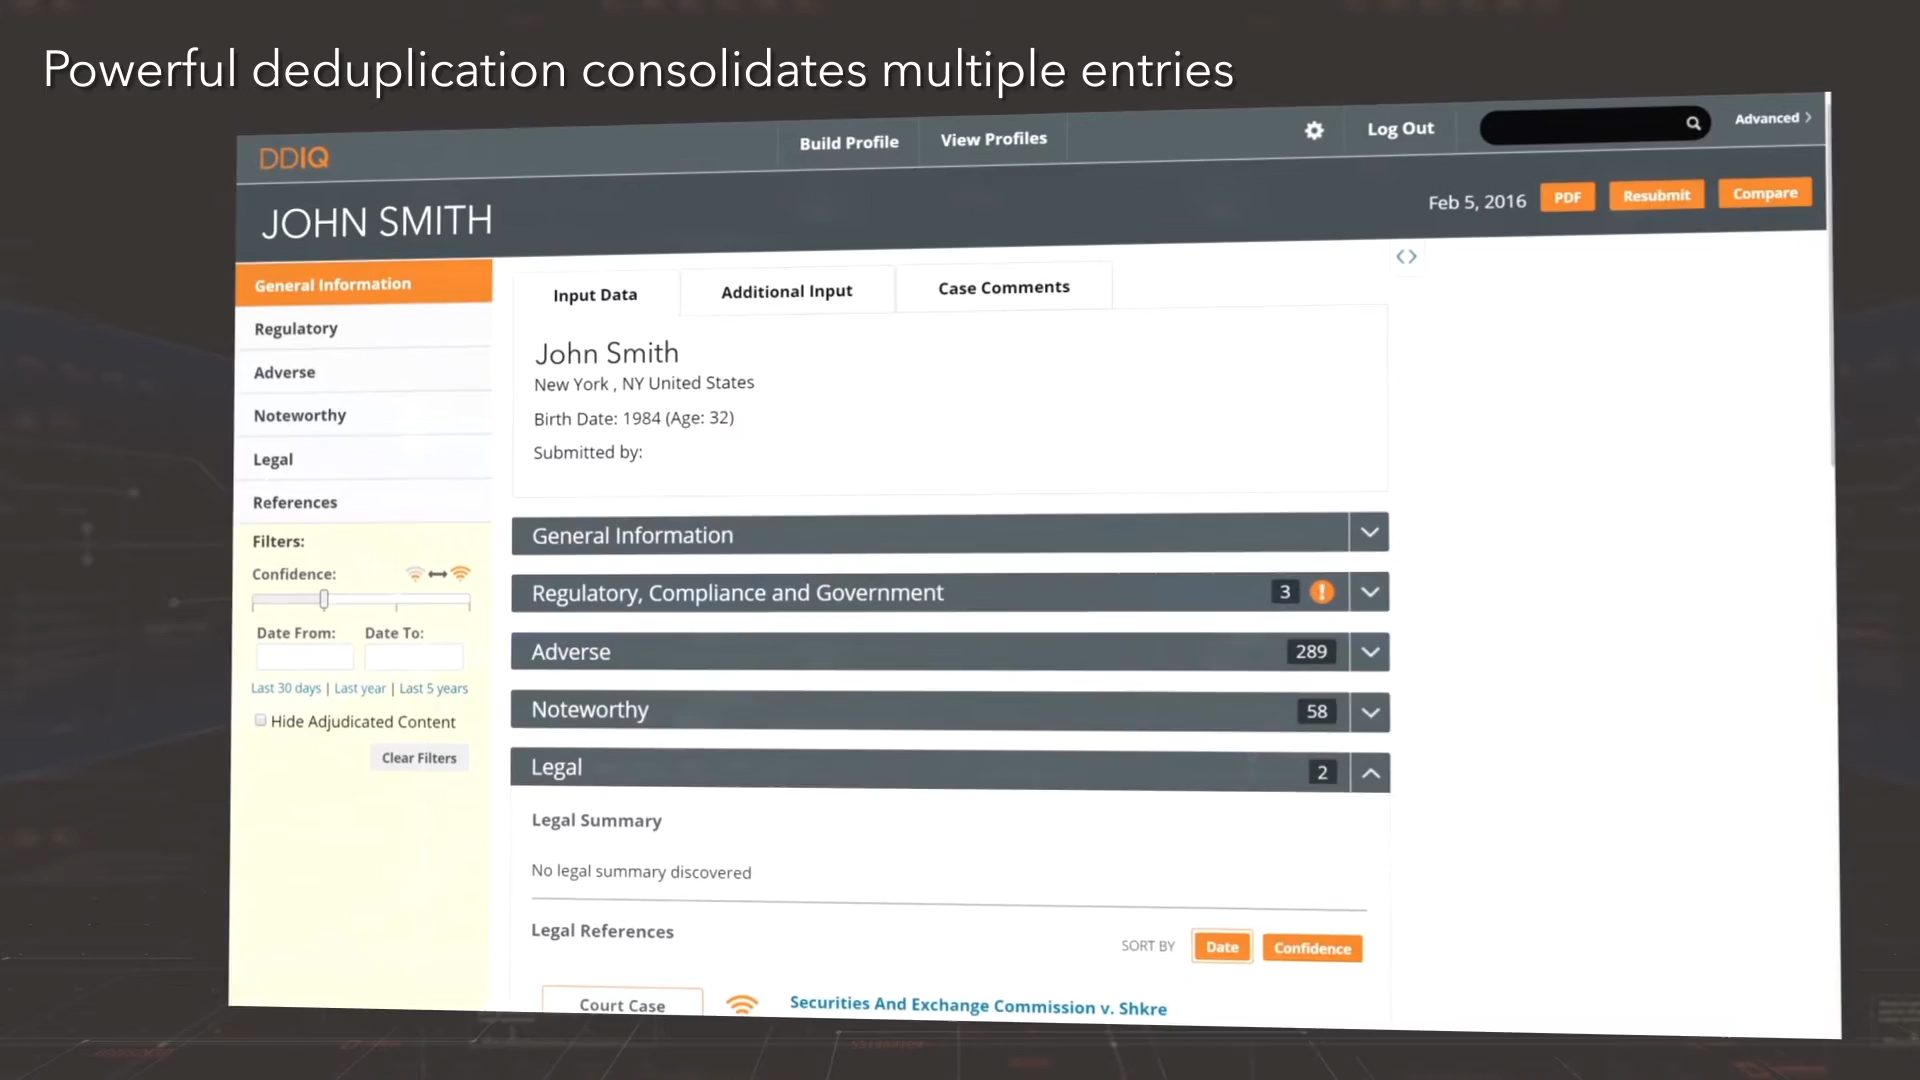 Powerful deduplication consolidates multiple entries
DDIQ
Build Profile
View Profiles
Log Out
Advanced >
JOHN SMITH
Feb 5, 2016
PDF
Resubmit
Compare
General Information
Regulatory
Adverse
Noteworthy
Legal
References
Filters:
Confidence:
Date From: Date To:
Last 30 days | Last year | Last 5 years
Hide Adjudicated Content
Clear Filters
Input Data
Additional Input
Case Comments
John Smith
New York , NY United States
Birth Date: 1984 (Age: 32)
Submitted by:
General Information
Regulatory, Compliance and Government 3 !
Adverse 289
Noteworthy 58
Legal 2
Legal Summary
No legal summary discovered
Legal References
SORT BY Date Confidence
Court Case
Securities And Exchange Commission v. Shkre